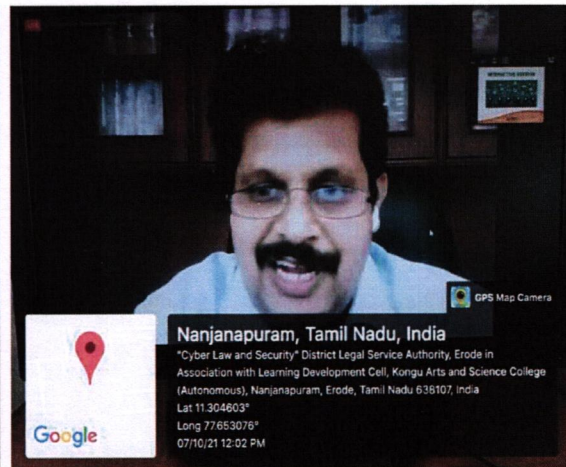 GPS Map Camera
Nanjanapuram, Tamil Nadu, India
"Cyber Law and Security" District Legal Service Authority, Erode in
Association with Learning Development Cell, Kongu Arts and Science College
(Autonomous), Nanjanapuram, Erode, Tamil Nadu 638107, India
Lat 11.304603°
Long 77.653076°
07/10/21 12:02 PM
Google